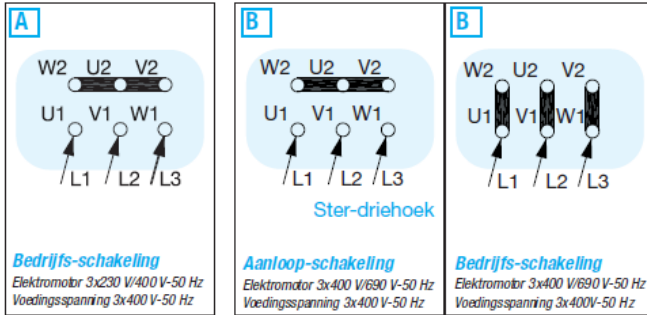 A
W2 U2 V2
U1 V1 W1
L1 L2 L3
Bedrijfs-schakeling
Elektromotor 3x230 V/400 V-50 Hz
Voedingsspanning 3x400 V-50 Hz
B
W2 U2 V2
U1 V1 W1
L1 L2 L3
Ster-driehoek
Aanloop-schakeling
Elektromotor 3x400 V/690 V-50 Hz
Voedingsspanning 3x400 V-50 Hz
B
W2 U2 V2
U1 V1 W1
L1 L2 L3
Bedrijfs-schakeling
Elektromotor 3x400 V/690 V-50 Hz
Voedingsspanning 3x400V-50 Hz